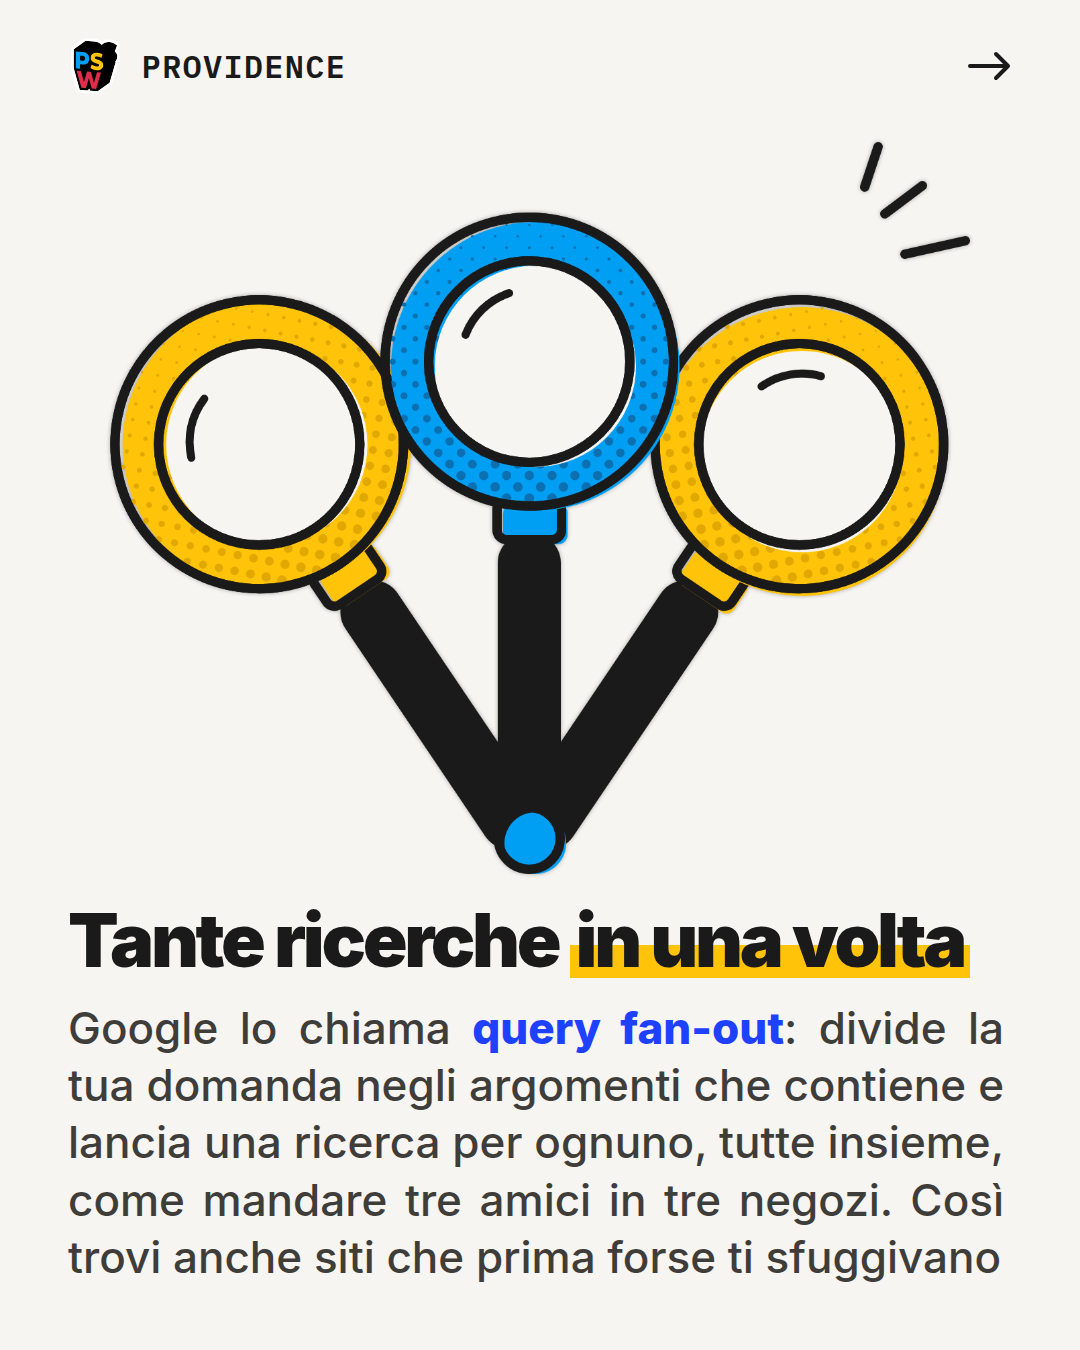 PS
W
PROVIDENCE
Tante ricerche in una volta
Google lo chiama query fan-out: divide la
tua domanda negli argomenti che contiene e
lancia una ricerca per ognuno, tutte insieme,
come mandare tre amici in tre negozi. Così
trovi anche siti che prima forse ti sfuggivano